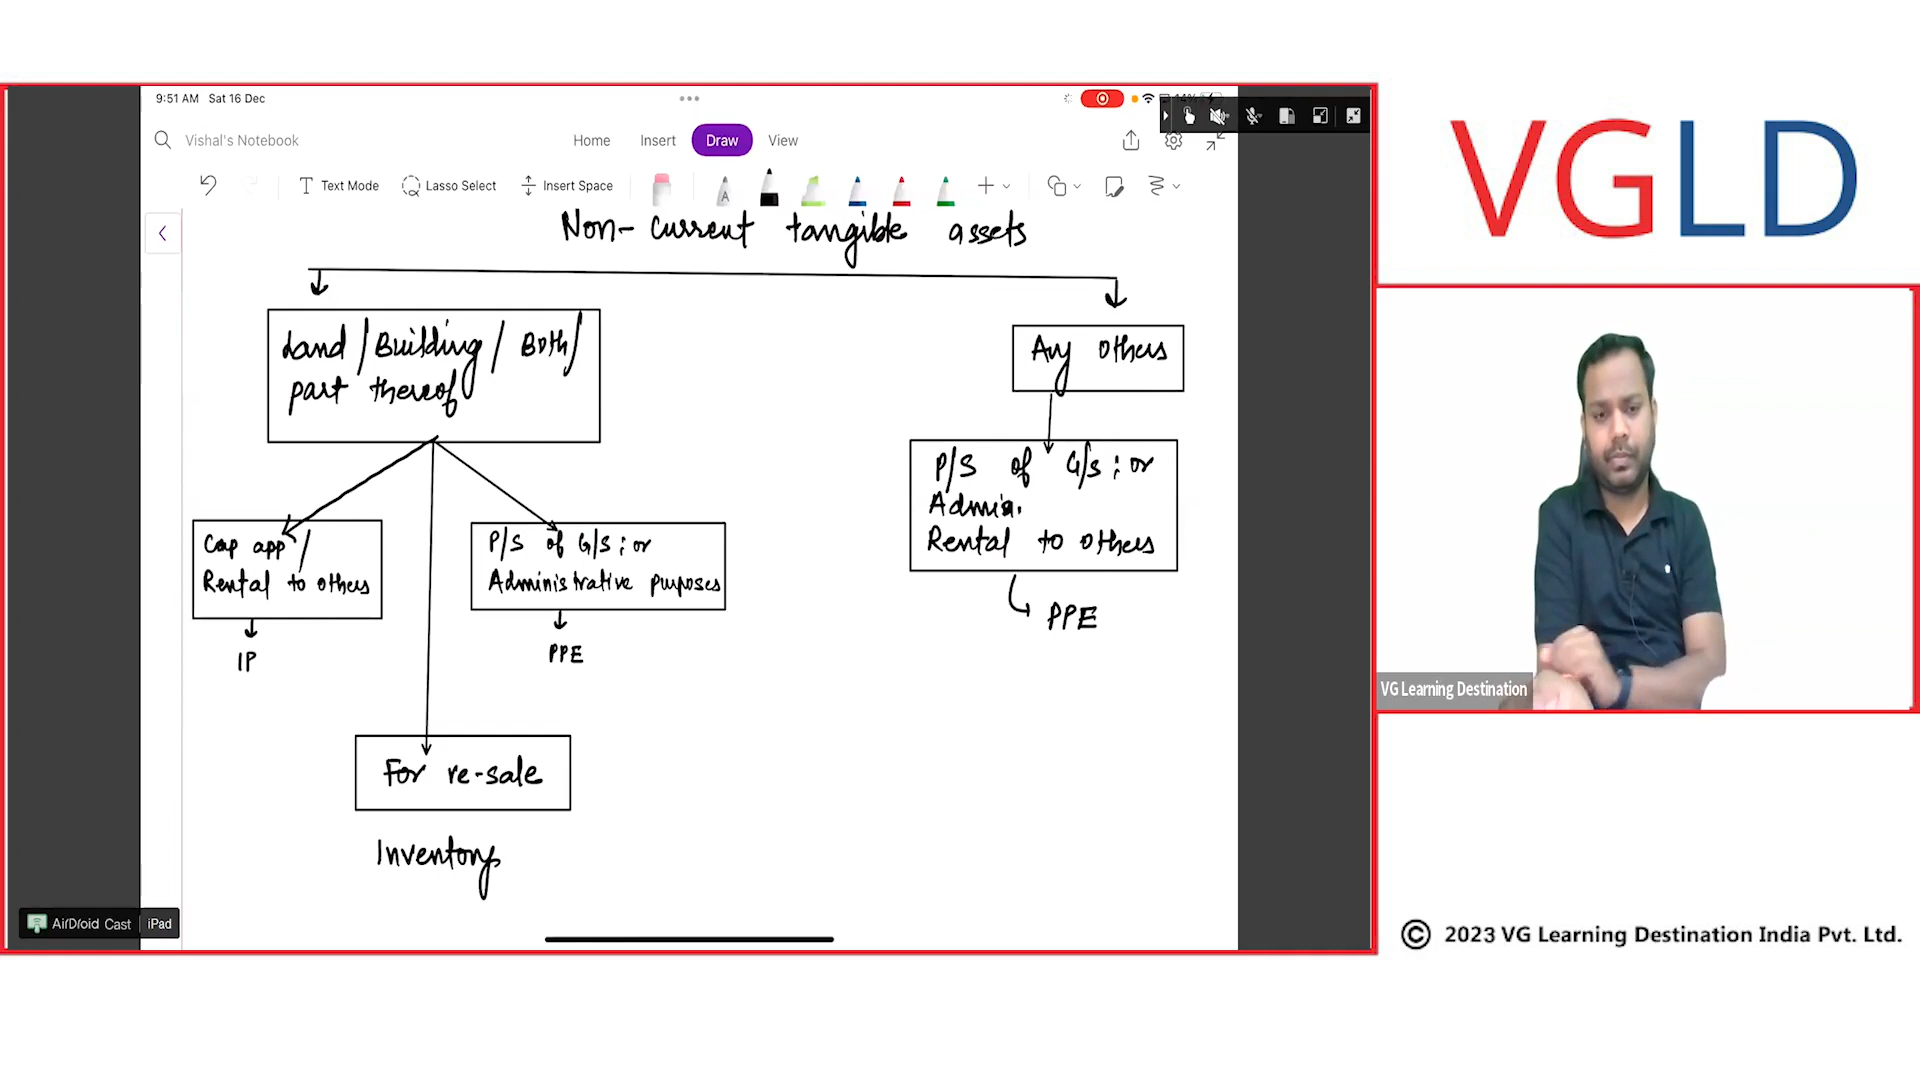 9:51 AM Sat 16 Dec
Vishal's Notebook
Home Insert Draw View
Text Mode Lasso Select Insert Space
Non-current tangible assets
Land / Building / Both /
part thereof
Any others
P/S of G/S ; or
Admin.
Rental to others
PPE
Cap app /
Rental to others
IP
P/S of G/S ; or
Administrative purposes
PPE
For re-sale
Inventory
AirDroid Cast iPad
VGLD
VG Learning Destination
© 2023 VG Learning Destination India Pvt. Ltd.